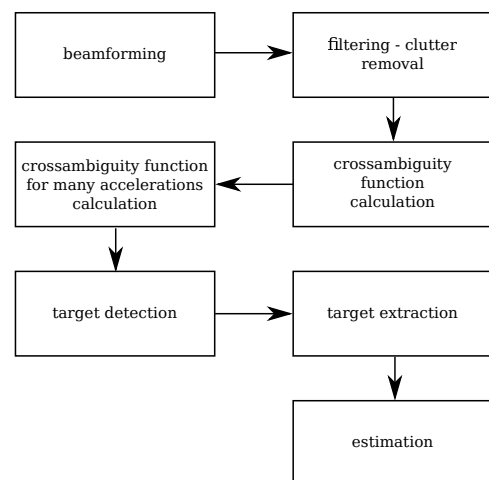 beamforming
filtering - clutter
removal
crossambiguity
function
calculation
crossambiguity function
for many accelerations
calculation
target detection
target extraction
estimation